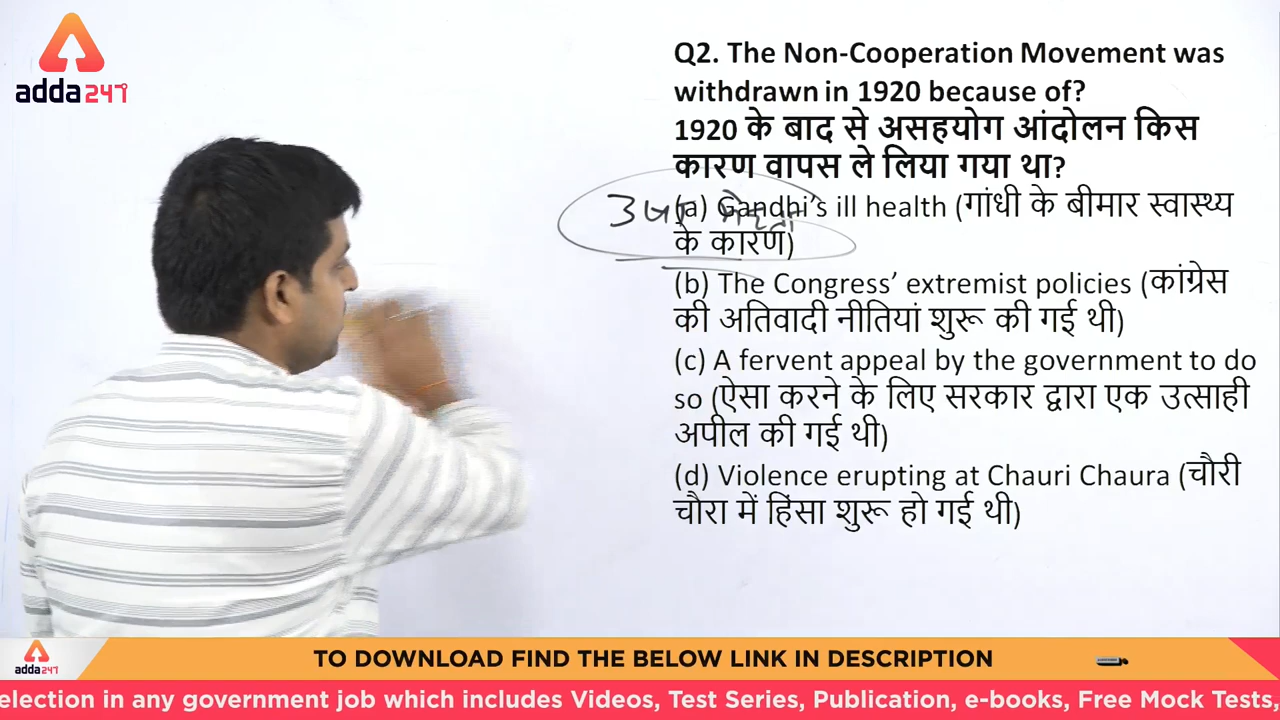 adda247
Q2. The Non-Cooperation Movement was
withdrawn in 1920 because of?
1920 के बाद से असहयोग आंदोलन किस
कारण वापस ले लिया गया था?
(a) Gandhi's ill health (गांधी के बीमार स्वास्थ्य
के कारण)
(b) The Congress' extremist policies (कांग्रेस
की अतिवादी नीतियां शुरू की गई थी)
(c) A fervent appeal by the government to do
so (ऐसा करने के लिए सरकार द्वारा एक उत्साही
अपील की गई थी)
(d) Violence erupting at Chauri Chaura (चौरी
चौरा में हिंसा शुरू हो गई थी)
adda247
TO DOWNLOAD FIND THE BELOW LINK IN DESCRIPTION
election in any government job which includes Videos, Test Series, Publication, e-books, Free Mock Tests,